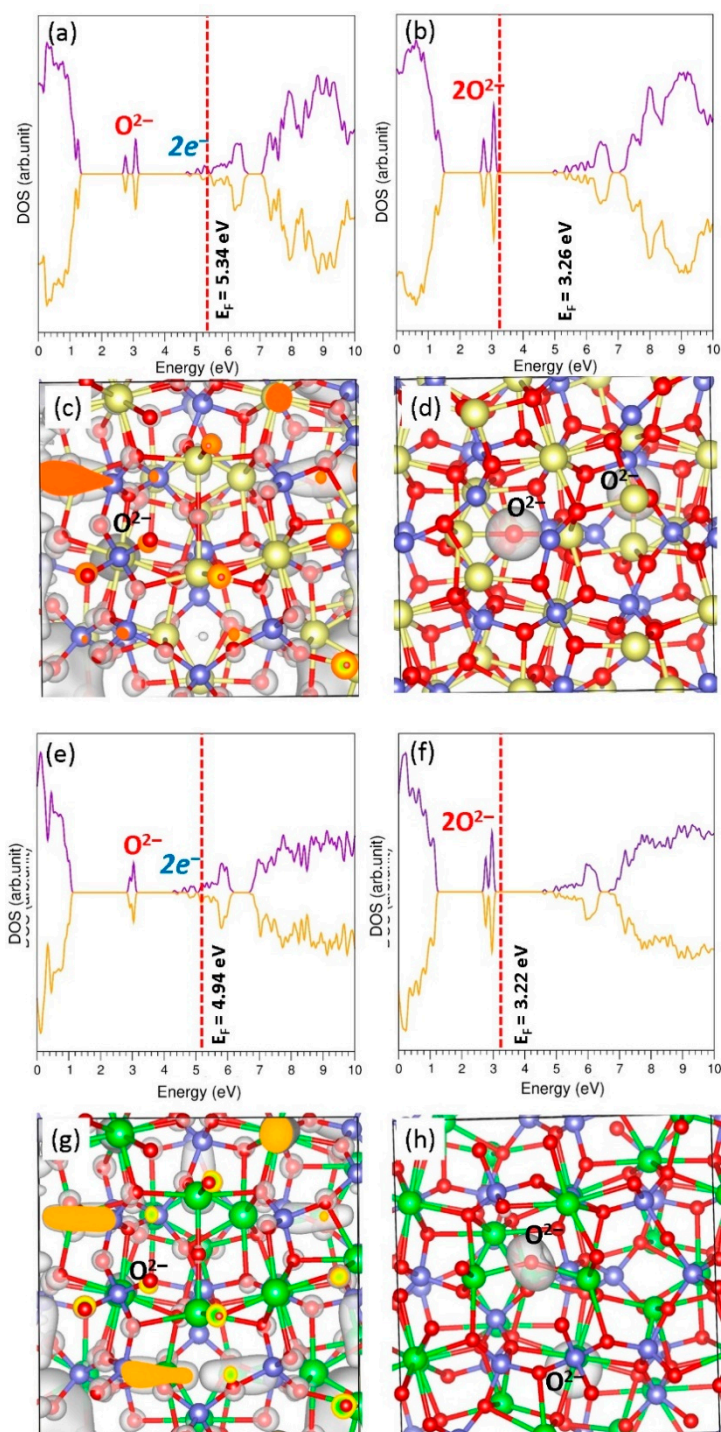 (a)
DOS (arb.unit)
O²⁻
2e⁻
E_F = 5.34 eV
0 1 2 3 4 5 6 7 8 9 10
Energy (eV)
(b)
DOS (arb.unit)
2O²⁻
E_F = 3.26 eV
0 1 2 3 4 5 6 7 8 9 10
Energy (eV)
(c)
O²⁻
(d)
O²⁻
O²⁻
(e)
DOS (arb.unit)
O²⁻
2e⁻
E_F = 4.94 eV
0 1 2 3 4 5 6 7 8 9 10
Energy (eV)
(f)
DOS (arb.unit)
2O²⁻
E_F = 3.22 eV
0 1 2 3 4 5 6 7 8 9 10
Energy (eV)
(g)
O²⁻
(h)
O²⁻
O²⁻